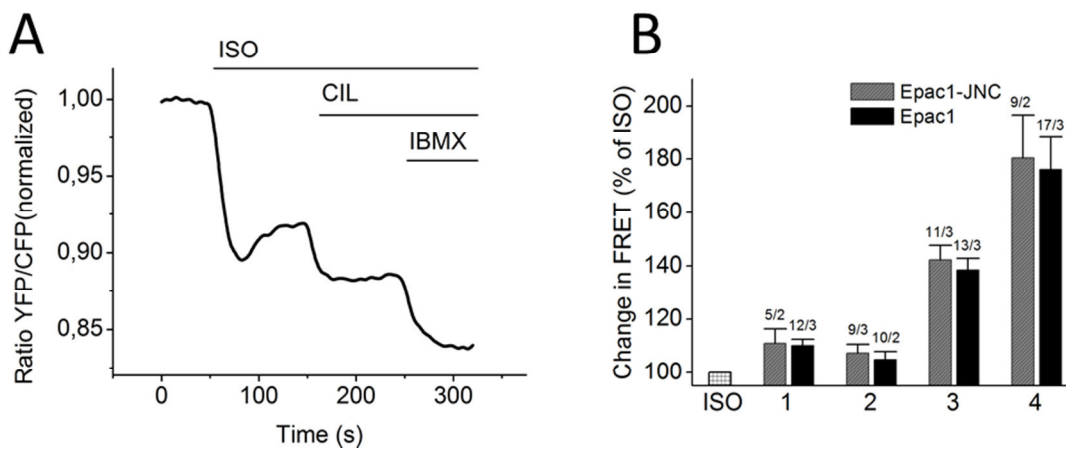 A
ISO
CIL
IBMX
1,00
0,95
0,90
0,85
Ratio YFP/CFP(normalized)
0 100 200 300
Time (s)
B
Epac1-JNC
Epac1
200
180
160
140
120
100
Change in FRET (% of ISO)
5/2 12/3 9/3 10/2 11/3 13/3 9/2 17/3
ISO 1 2 3 4